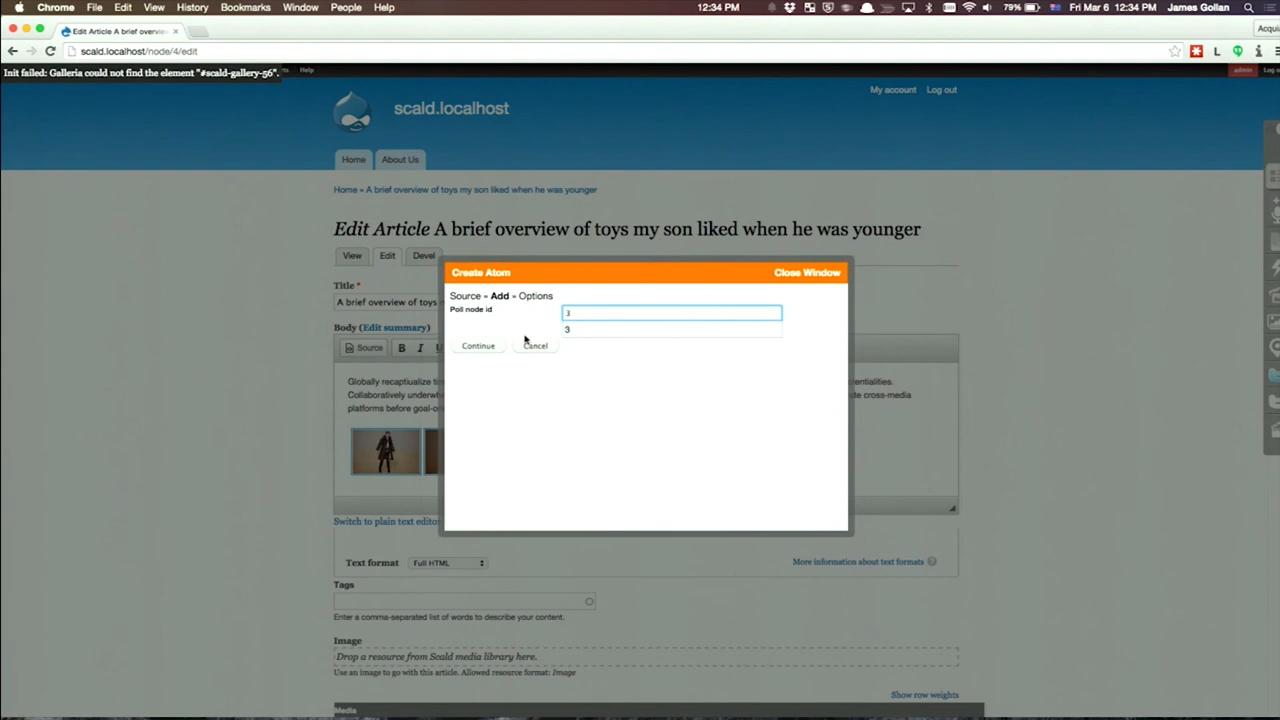 Chrome File Edit View History Bookmarks Window People Help 12:34 PM 79% Fri Mar 6 12:34 PM James Gollan
Edit Article A brief overvie
Acquia
scald.localhost/node/4/edit
Init failed: Galleria could not find the element "#scald-gallery-56". Help admin Log o
My account Log out
scald.localhost
Home About Us
Home » A brief overview of toys my son liked when he was younger
Edit Article A brief overview of toys my son liked when he was younger
View Edit Devel
Create Atom Close Window
Title *
Source » Add » Options
A brief overview of toys
Poll node id 3
Body (Edit summary)
3
Source B I U
Continue Cancel
Globally recaptiualize
Collaboratively underwh cross-media
platforms before goal-o
Switch to plain text editor
Text format Full HTML More information about text formats ?
Tags
Enter a comma-separated list of words to describe your content.
Image
Drop a resource from Scald media library here.
Use an image to go with this article. Allowed resource format: Image
Show row weights
Media